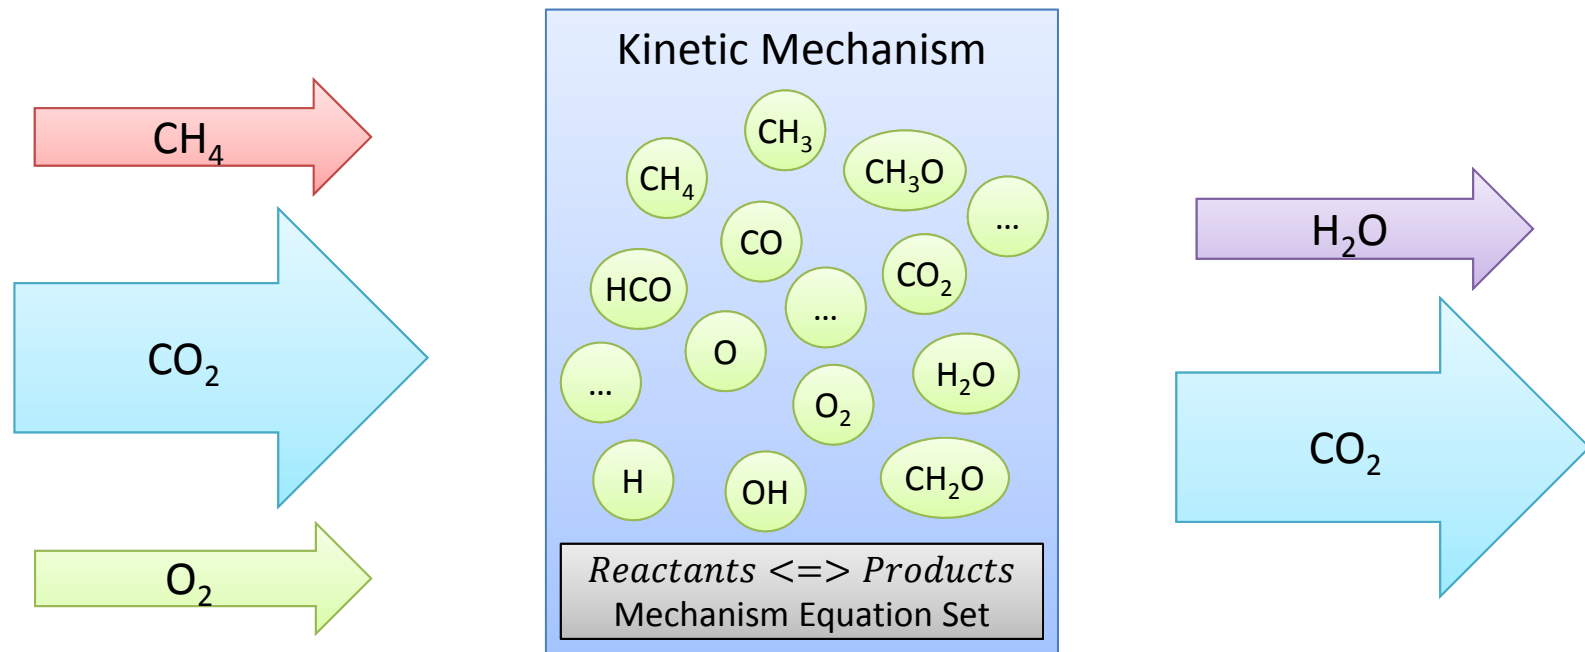 CH₄
CO₂
O₂
Kinetic Mechanism
CH₃
CH₄
CH₃O
...
CO
HCO
CO₂
...
O
...
H₂O
O₂
H
OH
CH₂O
Reactants <=> Products
Mechanism Equation Set
H₂O
CO₂